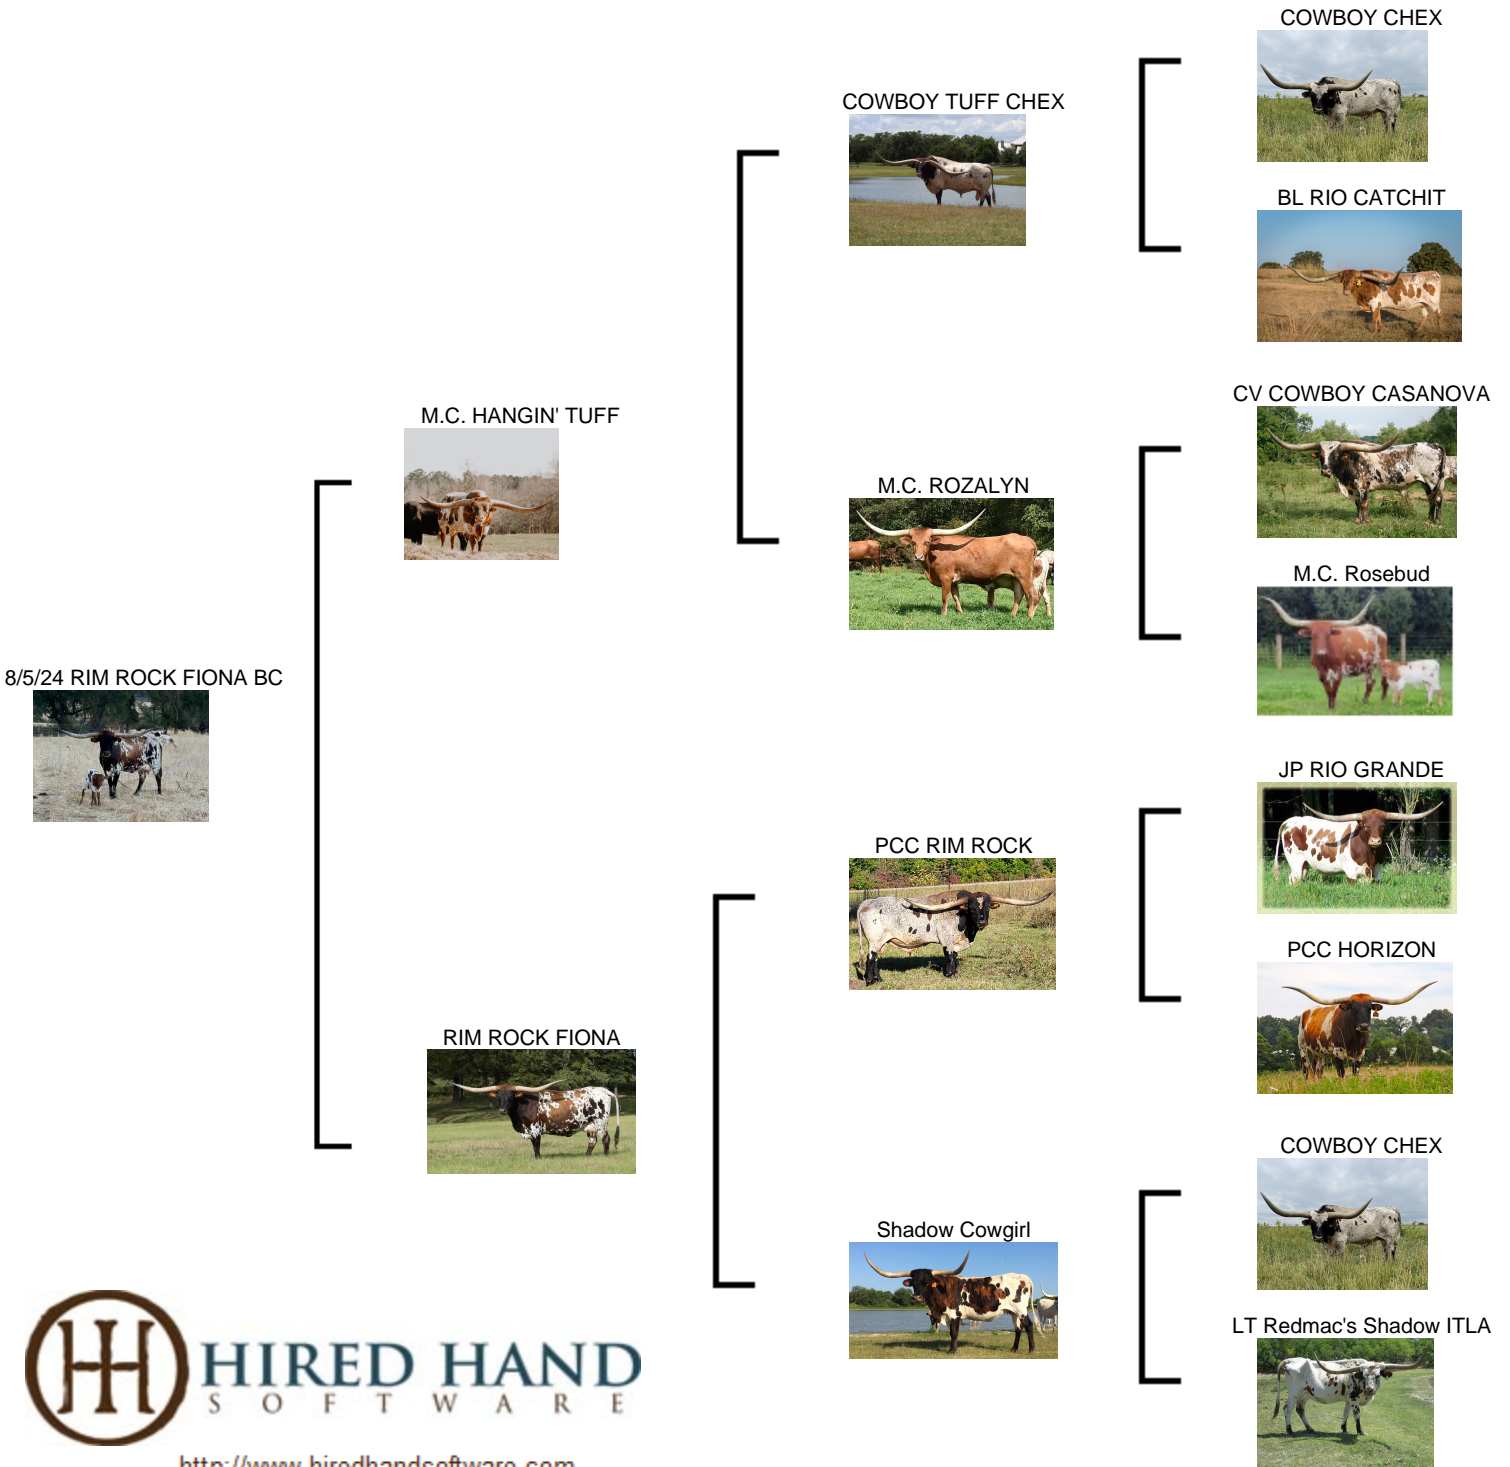 COWBOY CHEX
COWBOY TUFF CHEX
BL RIO CATCHIT
CV COWBOY CASANOVA
M.C. HANGIN' TUFF
M.C. ROZALYN
M.C. Rosebud
8/5/24 RIM ROCK FIONA BC
JP RIO GRANDE
PCC RIM ROCK
PCC HORIZON
RIM ROCK FIONA
COWBOY CHEX
Shadow Cowgirl
LT Redmac's Shadow ITLA
HIRED HAND
SOFTWARE
http://www.hiredhandsoftware.com